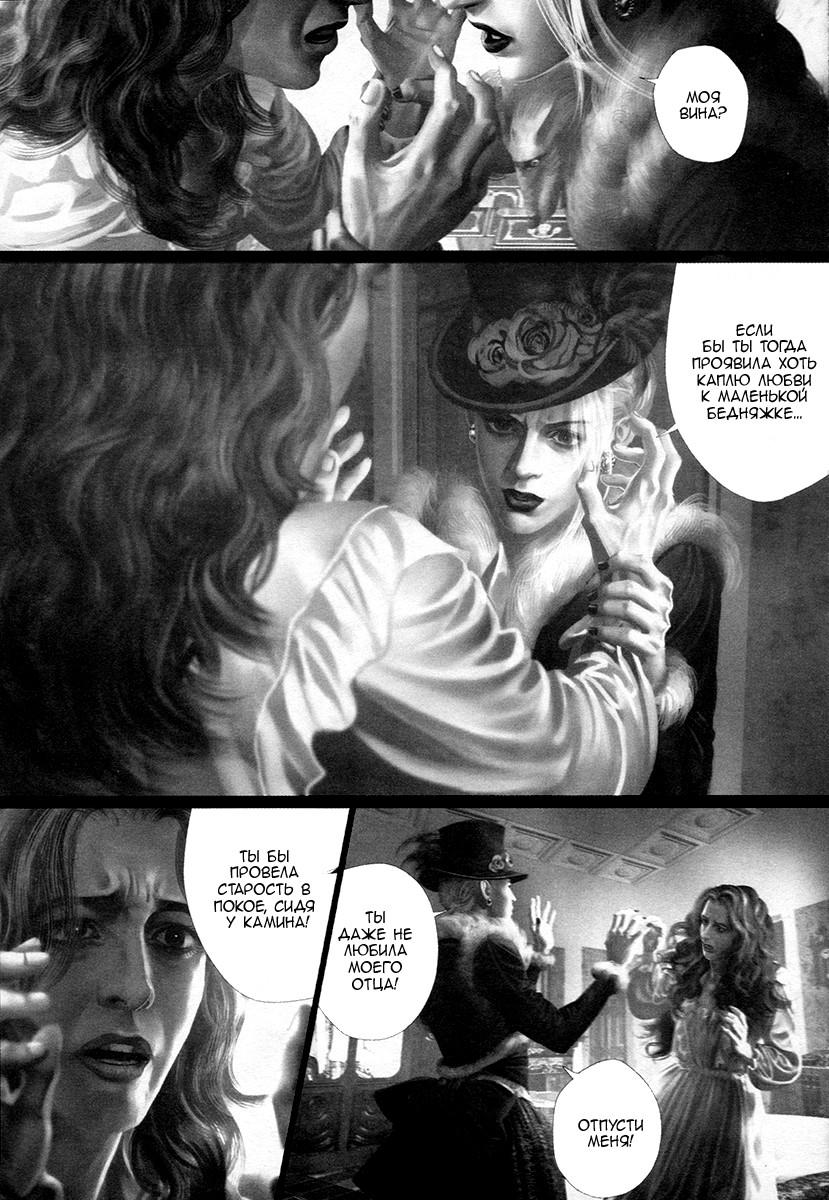 МОЯ
ВИНА?
ЕСЛИ
БЫ ТЫ ТОГДА
ПРОЯВИЛА ХОТЬ
КАПЛЮ ЛЮБВИ
К МАЛЕНЬКОЙ
БЕДНЯЖКЕ...
ТЫ БЫ
ПРОВЕЛА
СТАРОСТЬ В
ПОКОЕ, СИДЯ
У КАМИНА!
ТЫ
ДАЖЕ НЕ
ЛЮБИЛА
МОЕГО
ОТЦА!
ОТПУСТИ
МЕНЯ!